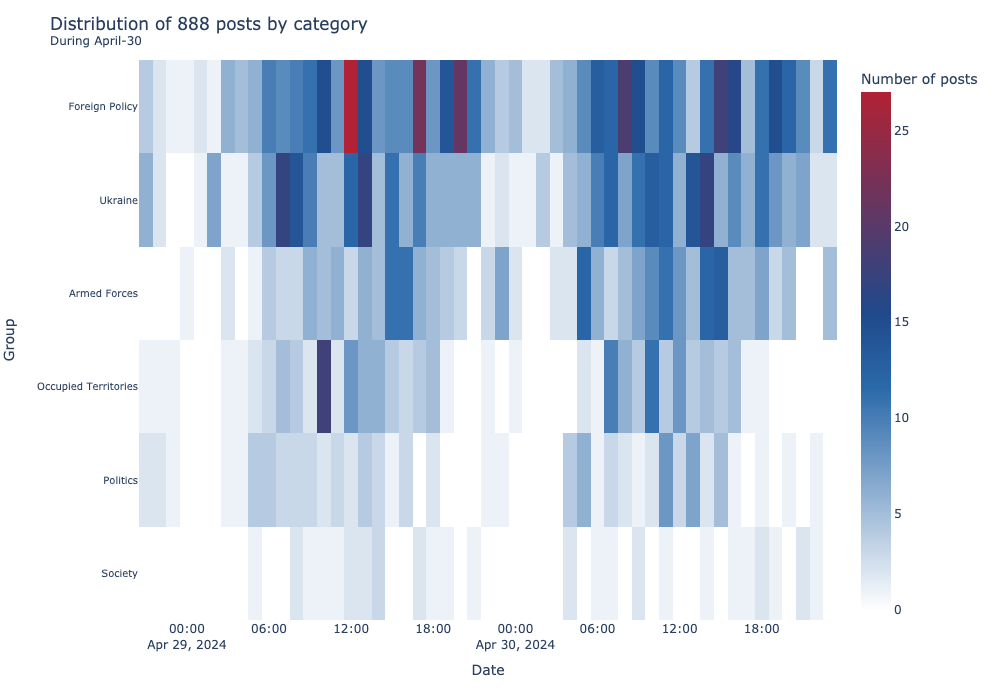 Distribution of 888 posts by category
During April-30
Number of posts
Foreign Policy
Ukraine
Armed Forces
Occupied Territories
Politics
Society
Group
25
20
15
10
5
0
00:00
Apr 29, 2024
06:00
12:00
18:00
00:00
Apr 30, 2024
06:00
12:00
18:00
Date